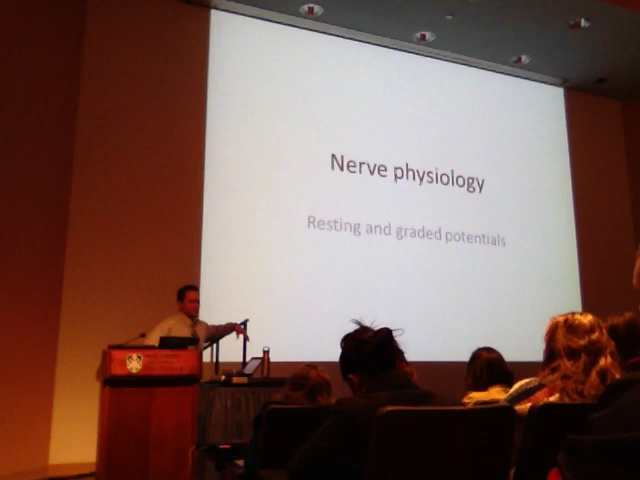 Nerve physiology
Resting and graded potentials